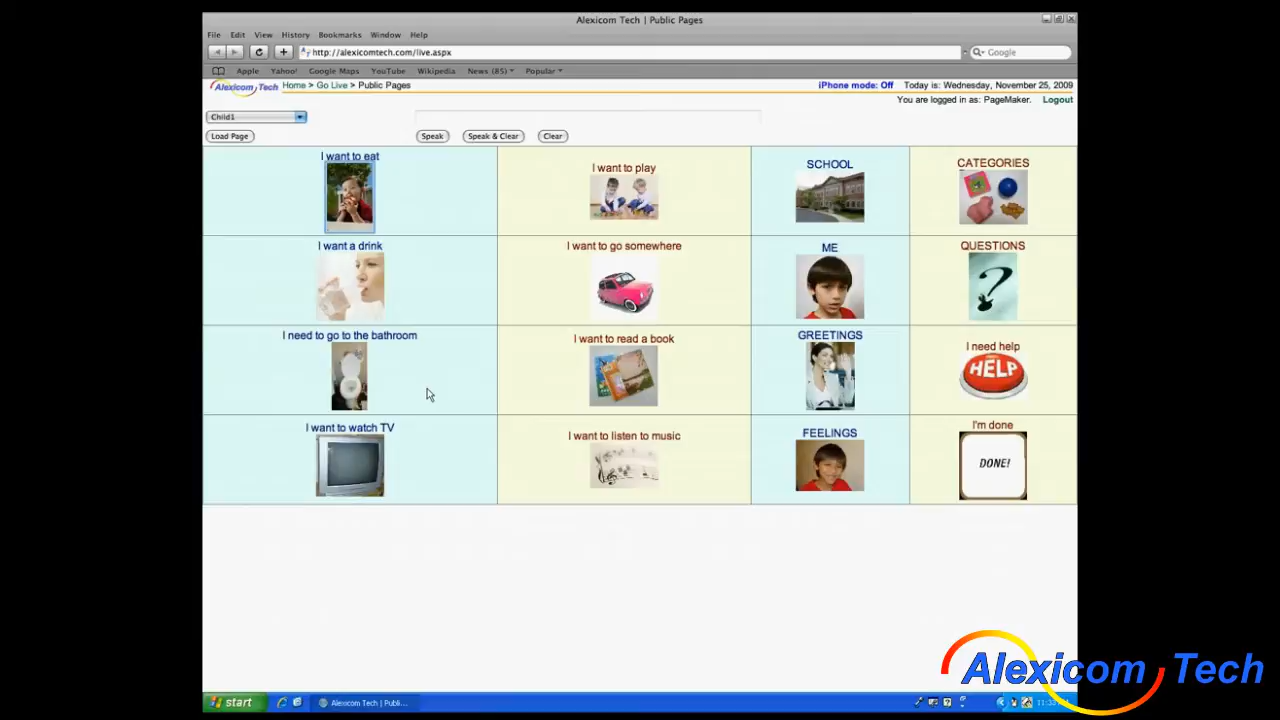 Alexicom Tech | Public Pages
File Edit View History Bookmarks Window Help
http://alexicomtech.com/live.aspx
Google
Apple Yahoo! Google Maps YouTube Wikipedia News (85) Popular
Alexicom Tech Home > Go Live > Public Pages
iPhone mode: Off Today is: Wednesday, November 25, 2009
You are logged in as: PageMaker. Logout
Child1
Load Page Speak Speak & Clear Clear
I want to eat
I want to play
SCHOOL
CATEGORIES
I want a drink
I want to go somewhere
ME
QUESTIONS
?
I need to go to the bathroom
I want to read a book
GREETINGS
I need help
HELP
I want to watch TV
I want to listen to music
FEELINGS
I'm done
DONE!
Alexicom Tech
start
Alexicom Tech | Publi...